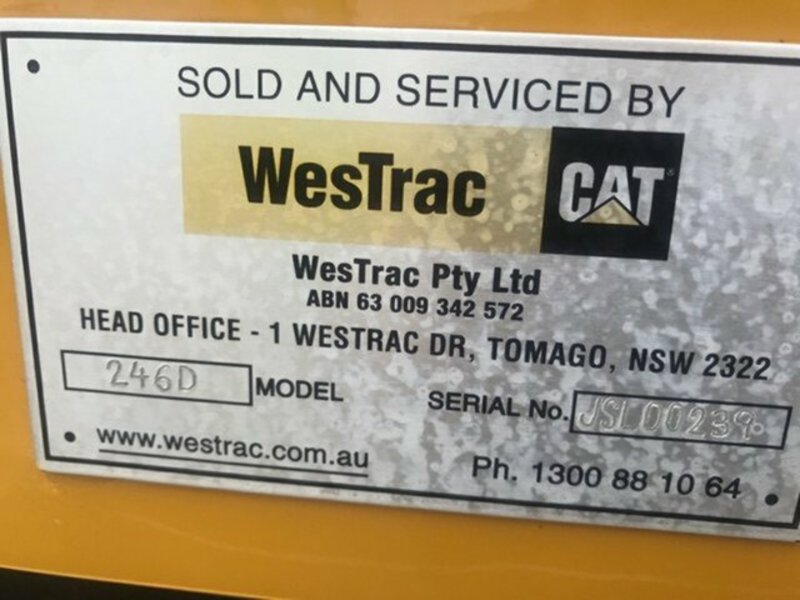 SOLD AND SERVICED BY
WesTrac CAT
WesTrac Pty Ltd
ABN 63 009 342 572
HEAD OFFICE - 1 WESTRAC DR, TOMAGO, NSW 2322
246D MODEL SERIAL No. JSL00239
www.westrac.com.au Ph. 1300 88 10 64